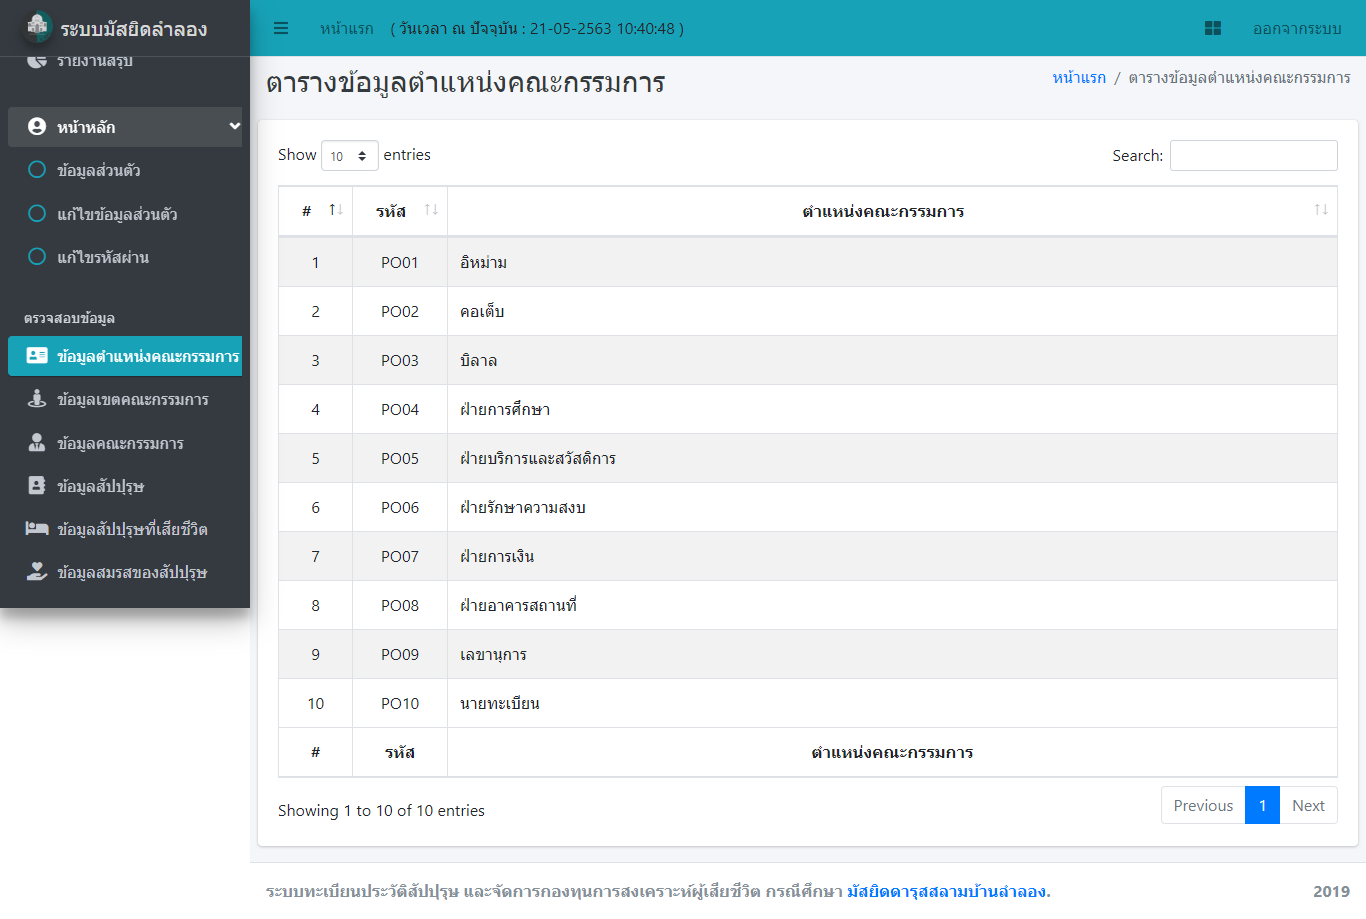 ระบบมัสยิดลำลอง
รายงานสรุป
หน้าหลัก
ข้อมูลส่วนตัว
แก้ไขข้อมูลส่วนตัว
แก้ไขรหัสผ่าน
ตรวจสอบข้อมูล
ข้อมูลตำแหน่งคณะกรรมการ
ข้อมูลเขตคณะกรรมการ
ข้อมูลคณะกรรมการ
ข้อมูลสัปปุรุษ
ข้อมูลสัปปุรุษที่เสียชีวิต
ข้อมูลสมรสของสัปปุรุษ
หน้าแรก ( วันเวลา ณ ปัจจุบัน : 21-05-2563 10:40:48 ) ออกจากระบบ
ตารางข้อมูลตำแหน่งคณะกรรมการ
หน้าแรก / ตารางข้อมูลตำแหน่งคณะกรรมการ
Show 10 entries Search:
# รหัส ตำแหน่งคณะกรรมการ
1 PO01 อิหม่าม
2 PO02 คอเต็บ
3 PO03 บิลาล
4 PO04 ฝ่ายการศึกษา
5 PO05 ฝ่ายบริการและสวัสดิการ
6 PO06 ฝ่ายรักษาความสงบ
7 PO07 ฝ่ายการเงิน
8 PO08 ฝ่ายอาคารสถานที่
9 PO09 เลขานุการ
10 PO10 นายทะเบียน
# รหัส ตำแหน่งคณะกรรมการ
Showing 1 to 10 of 10 entries Previous 1 Next
ระบบทะเบียนประวัติสัปปุรุษ และจัดการกองทุนการสงเคราะห์ผู้เสียชีวิต กรณีศึกษา มัสยิดดารุสสลามบ้านลำลอง. 2019